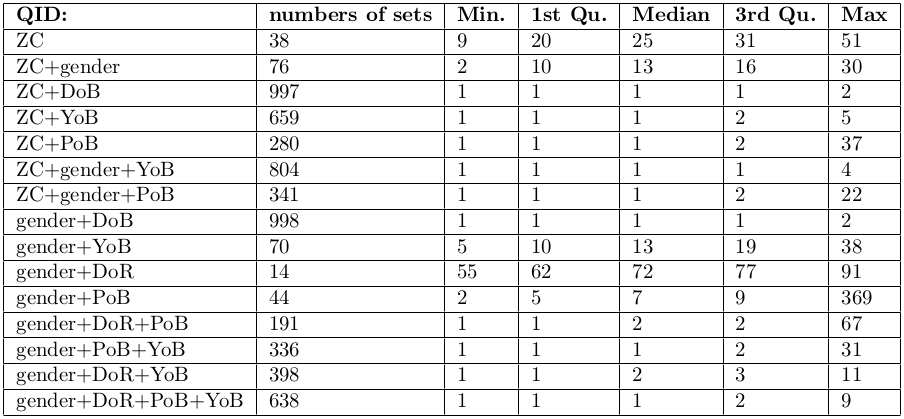 QID: numbers of sets Min. 1st Qu. Median 3rd Qu. Max
ZC 38 9 20 25 31 51
ZC+gender 76 2 10 13 16 30
ZC+DoB 997 1 1 1 1 2
ZC+YoB 659 1 1 1 2 5
ZC+PoB 280 1 1 1 2 37
ZC+gender+YoB 804 1 1 1 1 4
ZC+gender+PoB 341 1 1 1 2 22
gender+DoB 998 1 1 1 1 2
gender+YoB 70 5 10 13 19 38
gender+DoR 14 55 62 72 77 91
gender+PoB 44 2 5 7 9 369
gender+DoR+PoB 191 1 1 2 2 67
gender+PoB+YoB 336 1 1 1 2 31
gender+DoR+YoB 398 1 1 2 3 11
gender+DoR+PoB+YoB 638 1 1 1 2 9